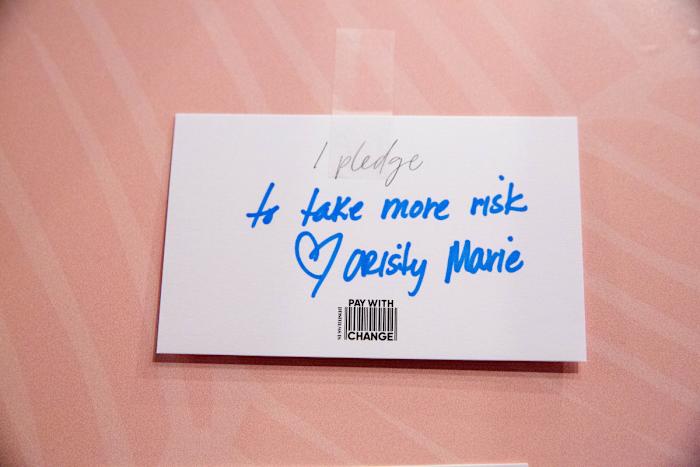 I pledge
to take more risk
♡ Marie
PAY WITH
CHANGE